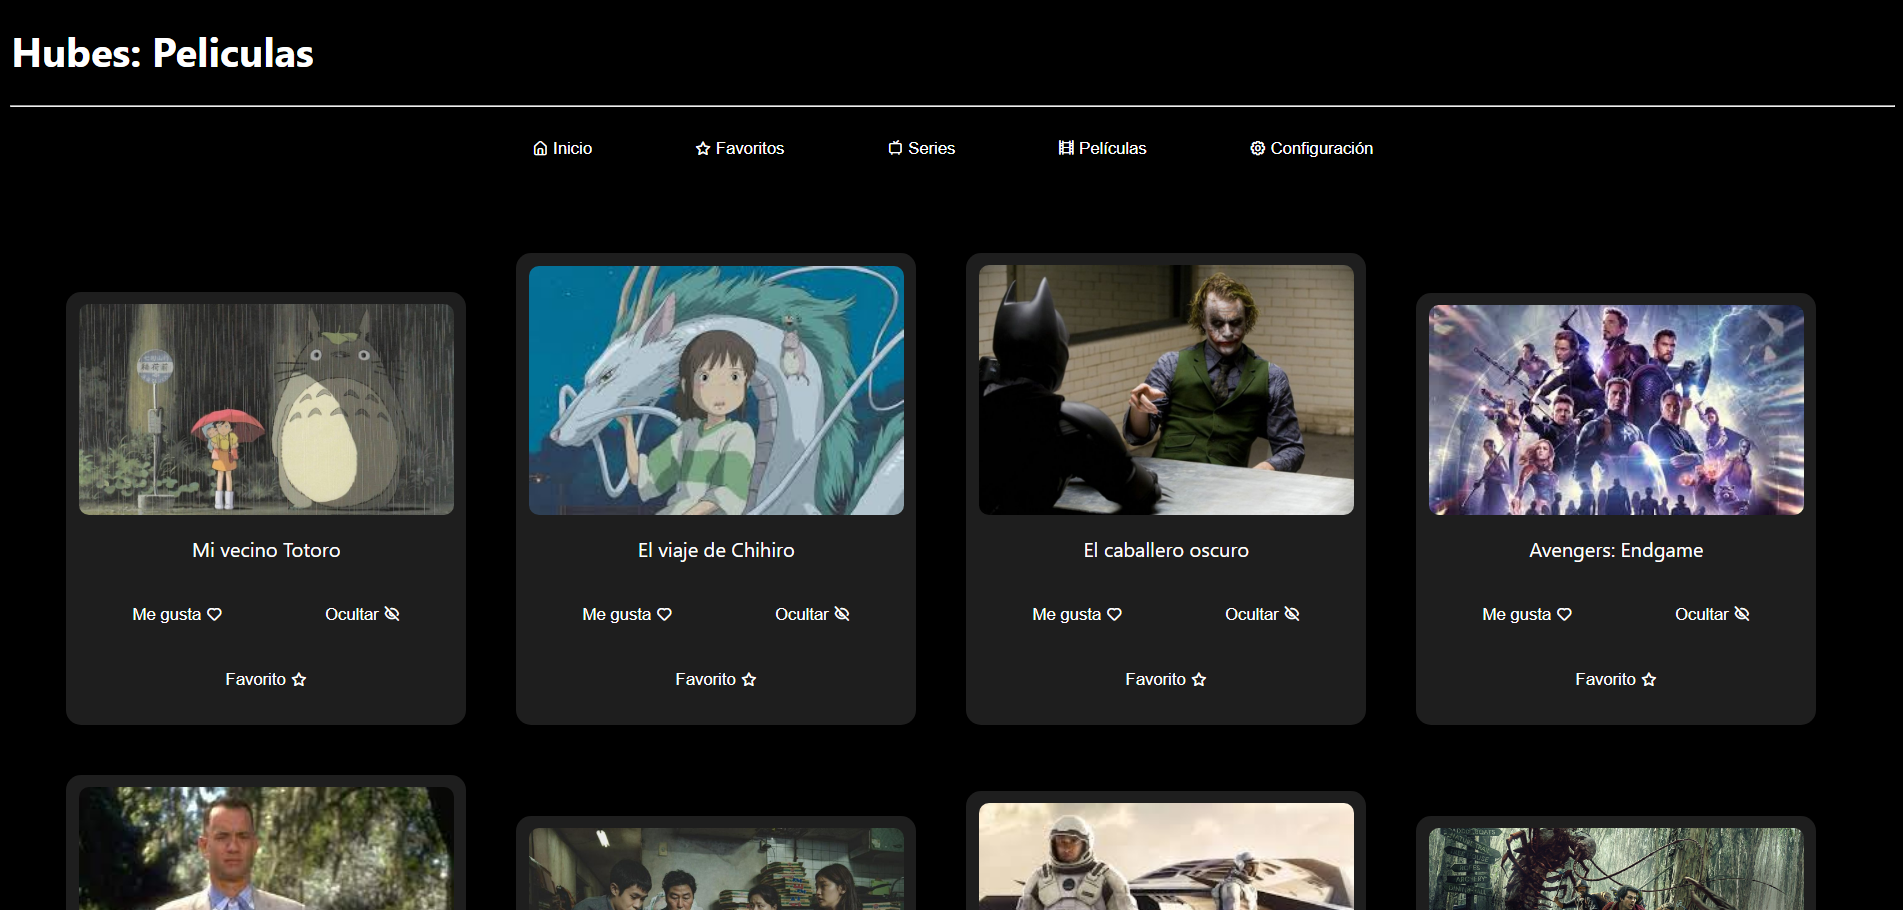 Hubes: Peliculas
Inicio
Favoritos
Series
Películas
Configuración
Mi vecino Totoro
El viaje de Chihiro
El caballero oscuro
Avengers: Endgame
Me gusta
Ocultar
Me gusta
Ocultar
Me gusta
Ocultar
Me gusta
Ocultar
Favorito
Favorito
Favorito
Favorito